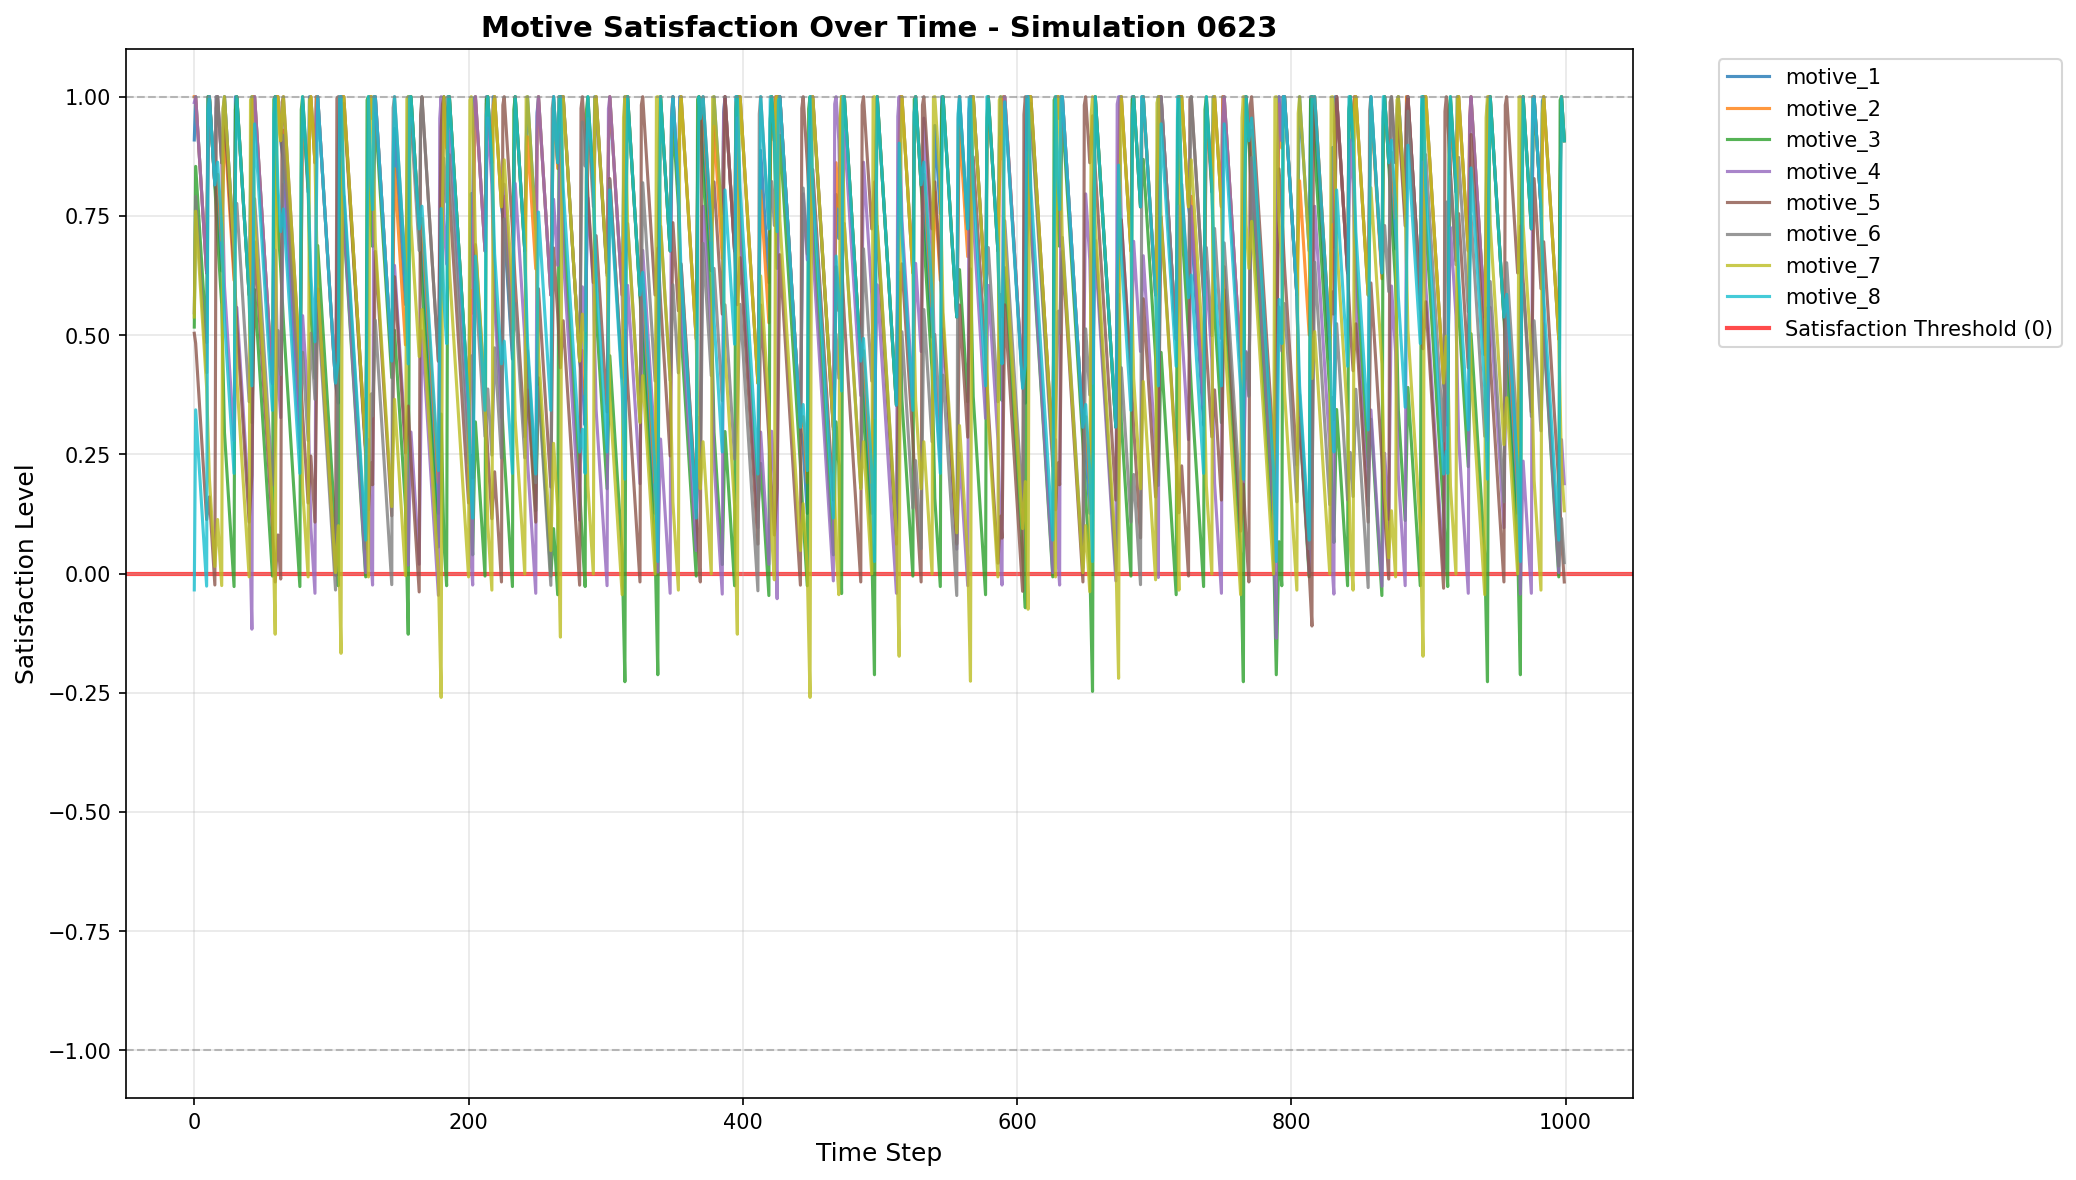 Motive Satisfaction Over Time - Simulation 0623
Satisfaction Level
1.00
0.75
0.50
0.25
0.00
−0.25
−0.50
−0.75
−1.00
0
200
400
600
800
1000
Time Step
motive_1
motive_2
motive_3
motive_4
motive_5
motive_6
motive_7
motive_8
Satisfaction Threshold (0)